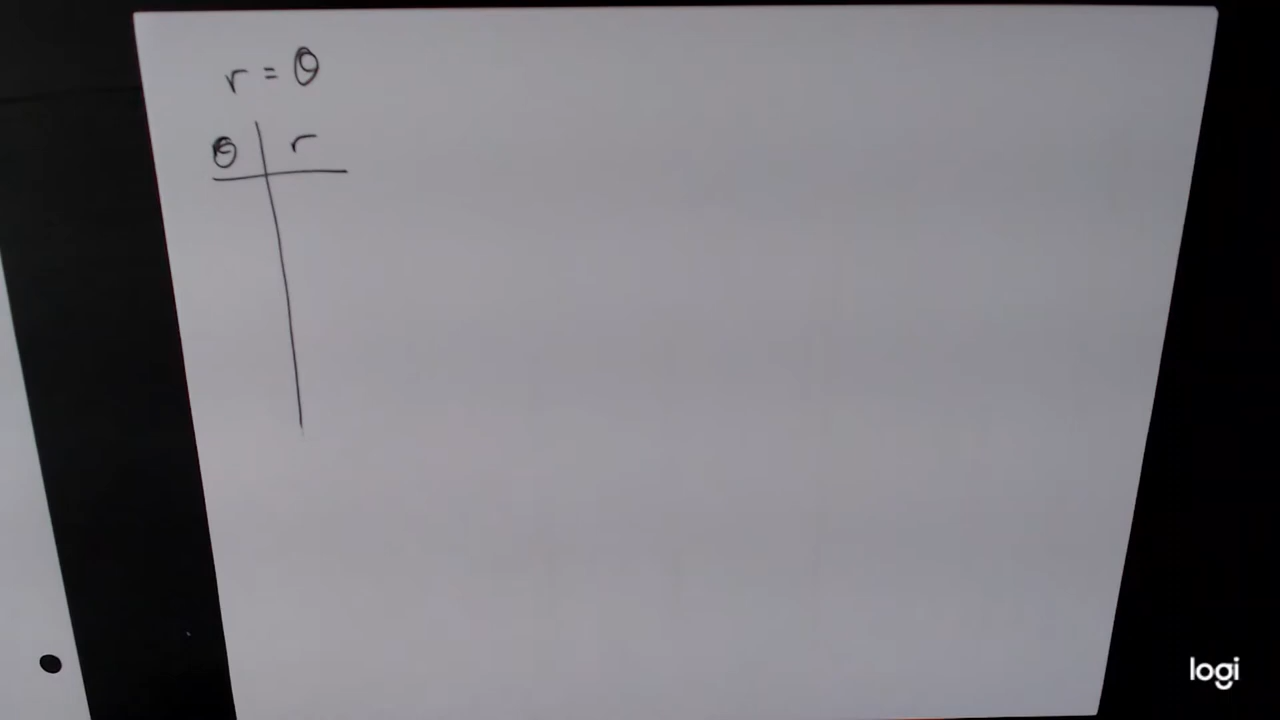 r = θ
θ | r
logi